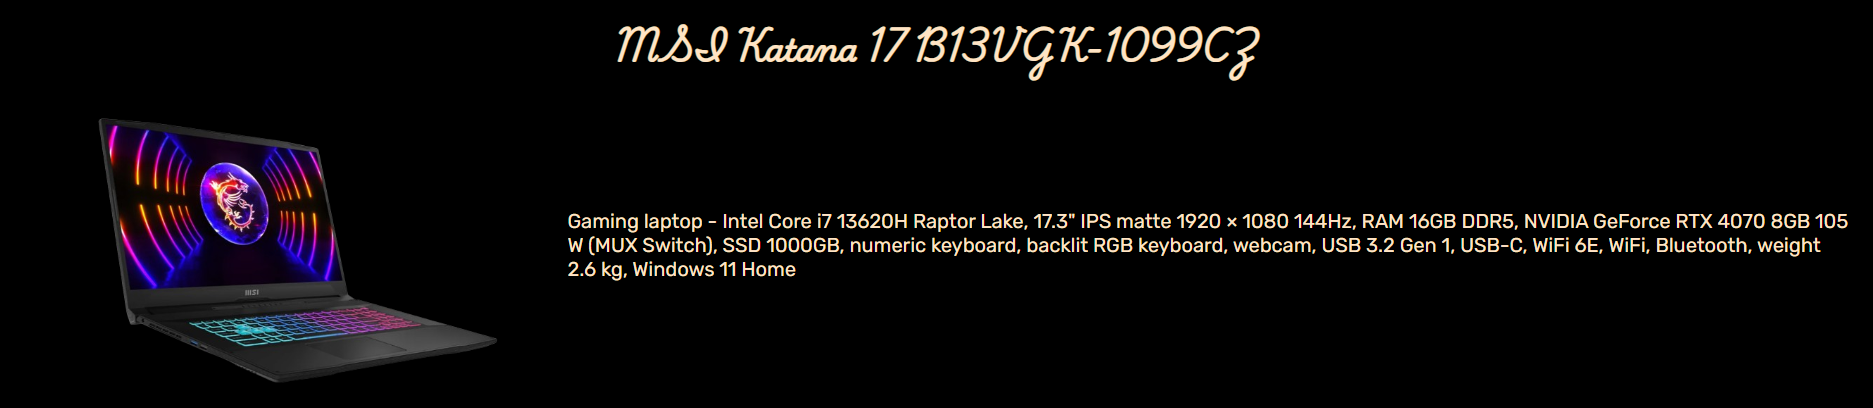 MSI Katana 17 B13VGK-1099CZ
Gaming laptop - Intel Core i7 13620H Raptor Lake, 17.3" IPS matte 1920 × 1080 144Hz, RAM 16GB DDR5, NVIDIA GeForce RTX 4070 8GB 105
W (MUX Switch), SSD 1000GB, numeric keyboard, backlit RGB keyboard, webcam, USB 3.2 Gen 1, USB-C, WiFi 6E, WiFi, Bluetooth, weight
2.6 kg, Windows 11 Home
msi